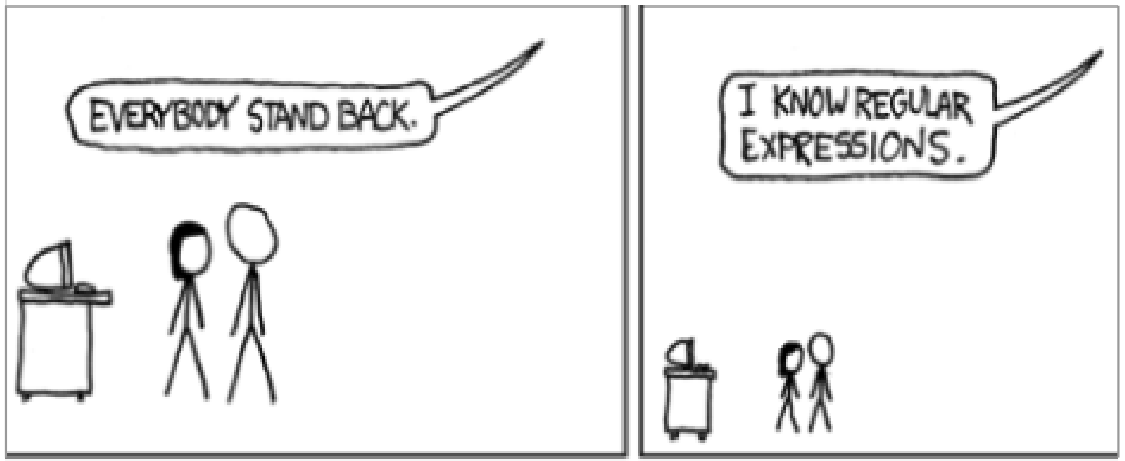 EVERYBODY STAND BACK.
I KNOW REGULAR
EXPRESSIONS.